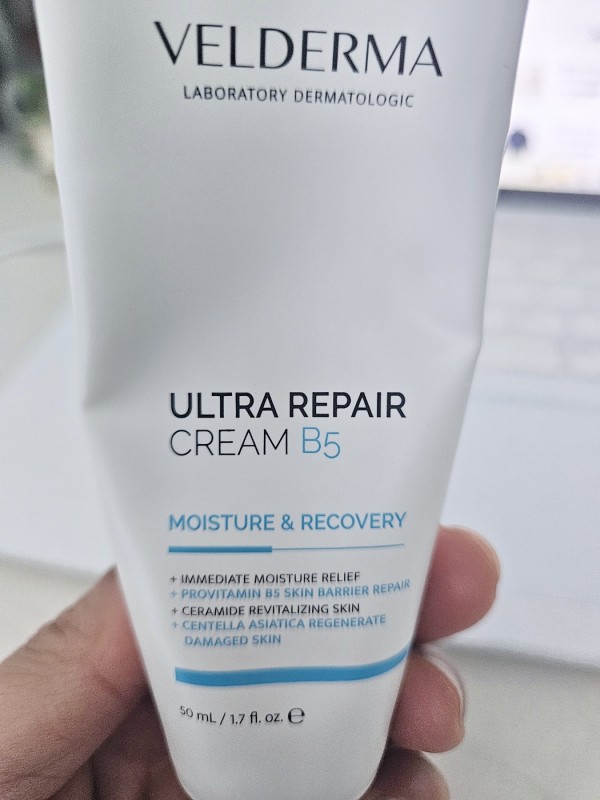 VELDERMA
LABORATORY DERMATOLOGIC
ULTRA REPAIR
CREAM B5
MOISTURE & RECOVERY
+ IMMEDIATE MOISTURE RELIEF
+ PROVITAMIN B5 SKIN BARRIER REPAIR
+ CERAMIDE REVITALIZING SKIN
+ CENTELLA ASIATICA REGENERATE
DAMAGED SKIN
50 mL / 1.7 fl. oz. ℮